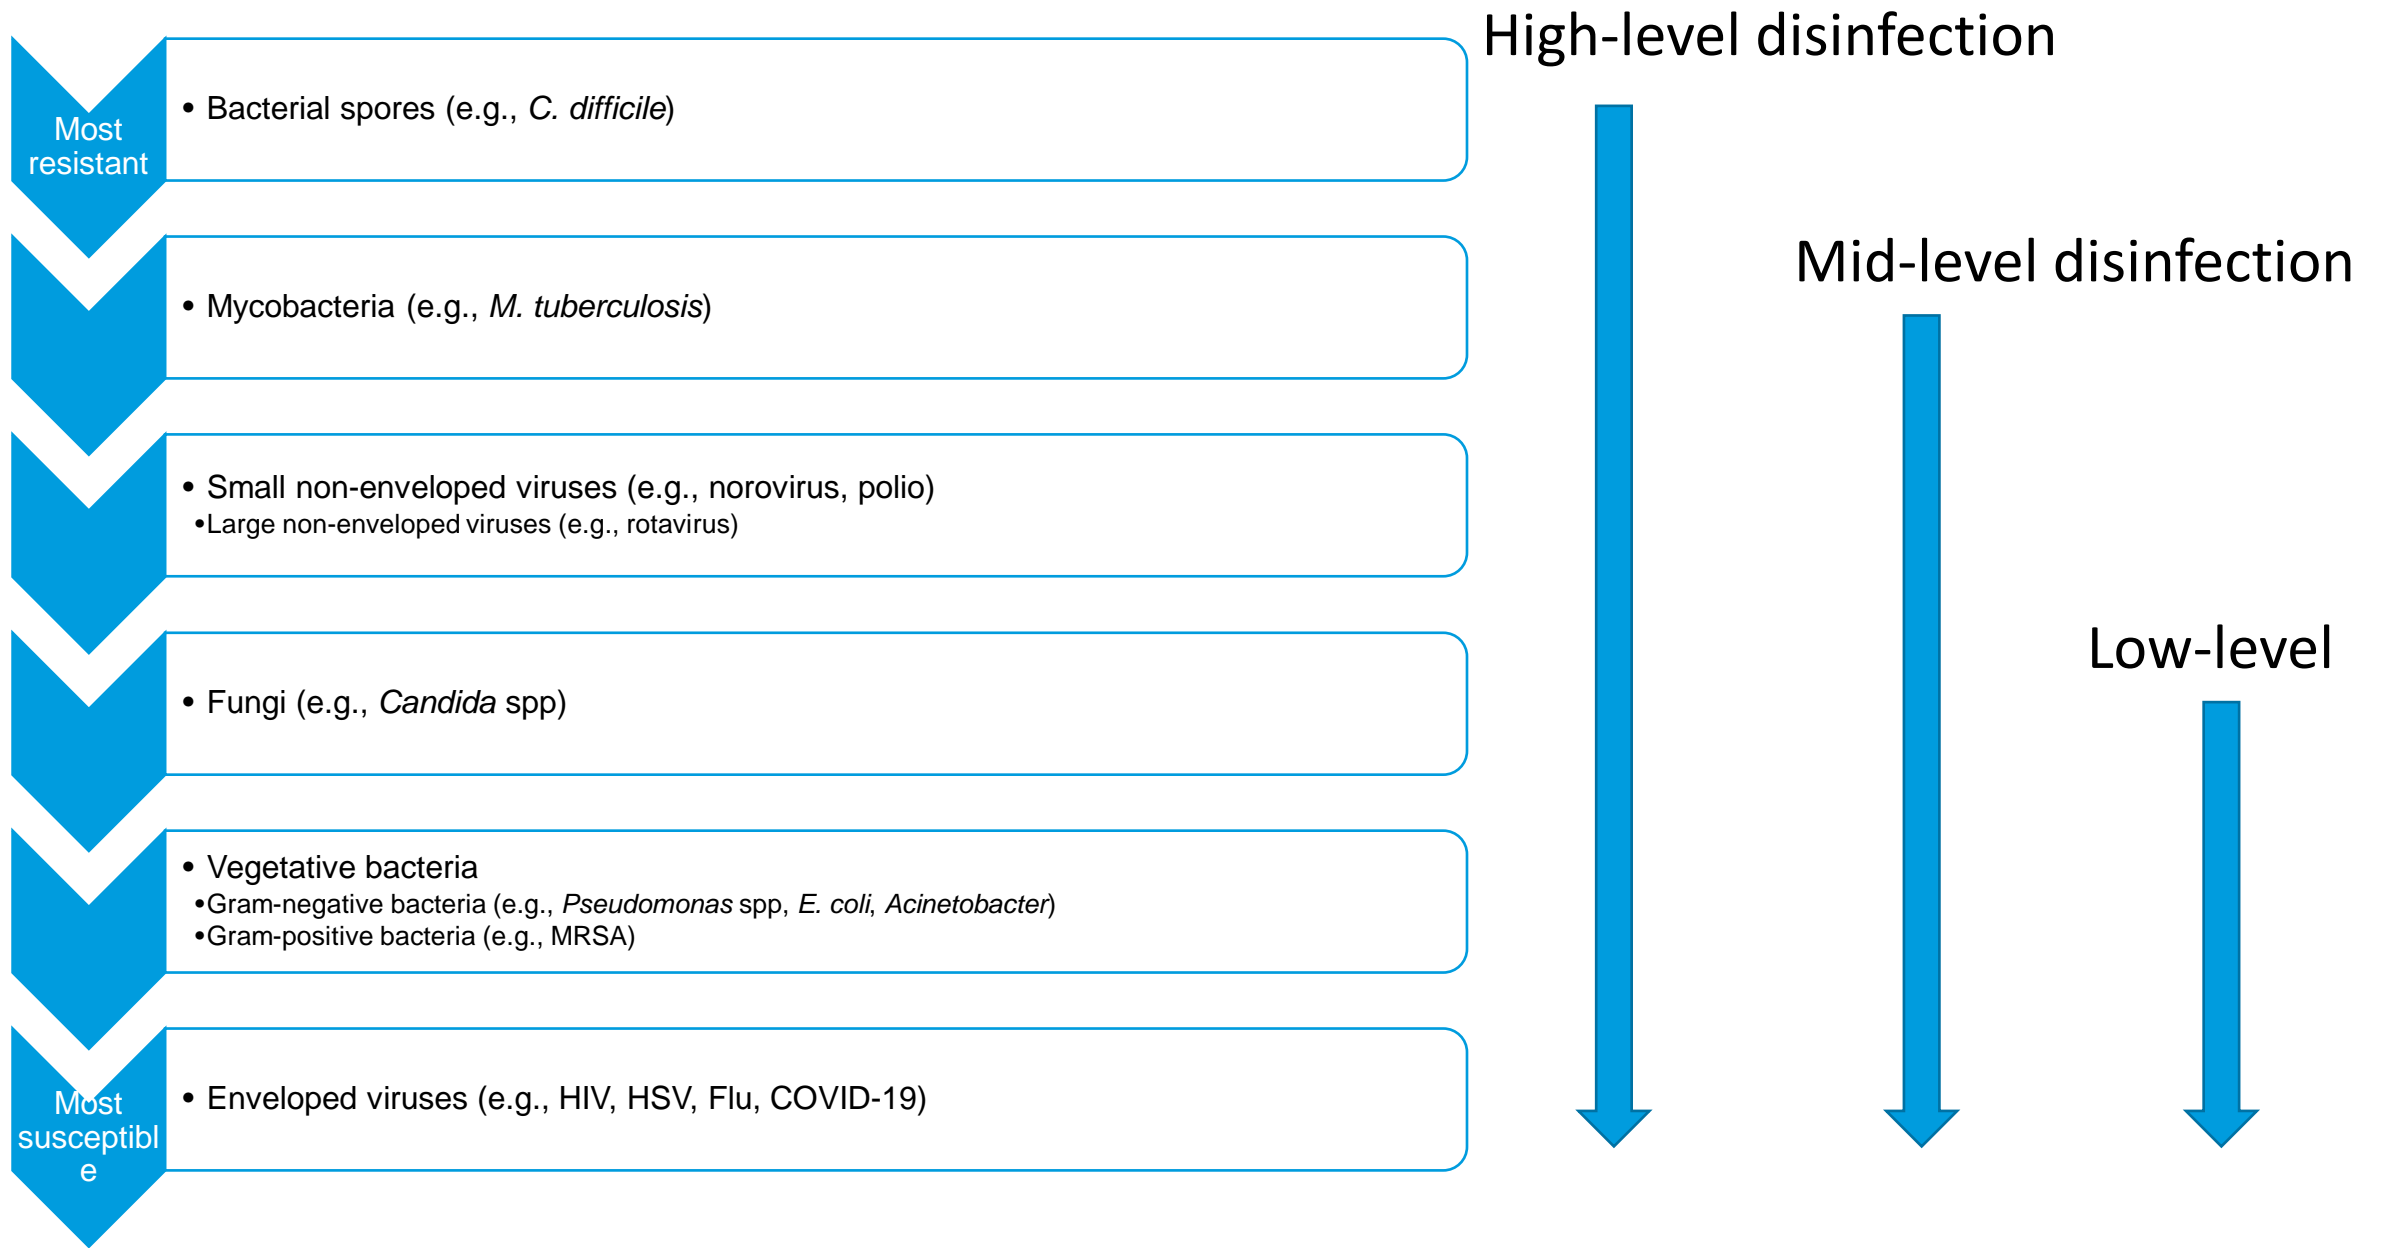 High-level disinfection
Most
resistant
• Bacterial spores (e.g., C. difficile)
Mid-level disinfection
• Mycobacteria (e.g., M. tuberculosis)
• Small non-enveloped viruses (e.g., norovirus, polio)
•Large non-enveloped viruses (e.g., rotavirus)
Low-level
• Fungi (e.g., Candida spp)
• Vegetative bacteria
•Gram-negative bacteria (e.g., Pseudomonas spp, E. coli, Acinetobacter)
•Gram-positive bacteria (e.g., MRSA)
Most
susceptibl
e
• Enveloped viruses (e.g., HIV, HSV, Flu, COVID-19)